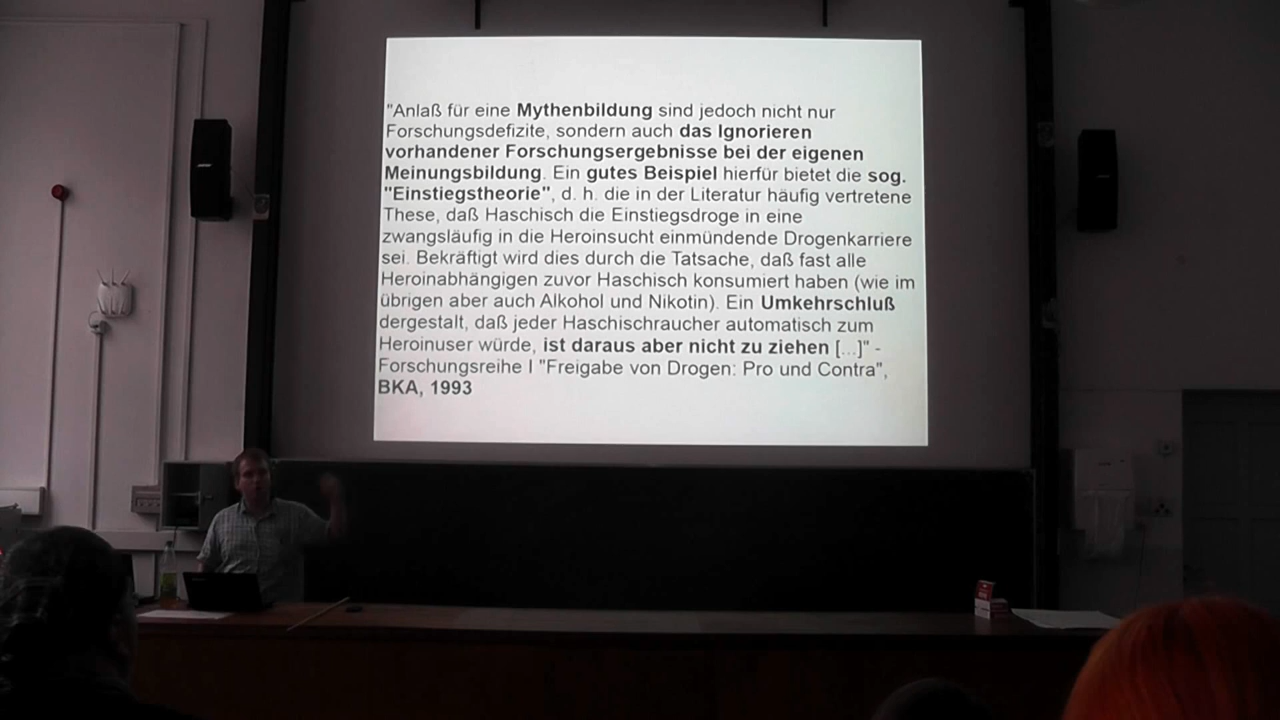 "Anlaß für eine Mythenbildung sind jedoch nicht nur
Forschungsdefizite, sondern auch das Ignorieren
vorhandener Forschungsergebnisse bei der eigenen
Meinungsbildung. Ein gutes Beispiel hierfür bietet die sog.
"Einstiegstheorie", d. h. die in der Literatur häufig vertretene
These, daß Haschisch die Einstiegsdroge in eine
zwangsläufig in die Heroinsucht einmündende Drogenkarriere
sei. Bekräftigt wird dies durch die Tatsache, daß fast alle
Heroinabhängigen zuvor Haschisch konsumiert haben (wie im
übrigen aber auch Alkohol und Nikotin). Ein Umkehrschluß
dergestalt, daß jeder Haschischraucher automatisch zum
Heroinuser würde, ist daraus aber nicht zu ziehen [...]" -
Forschungsreihe I "Freigabe von Drogen: Pro und Contra",
BKA, 1993